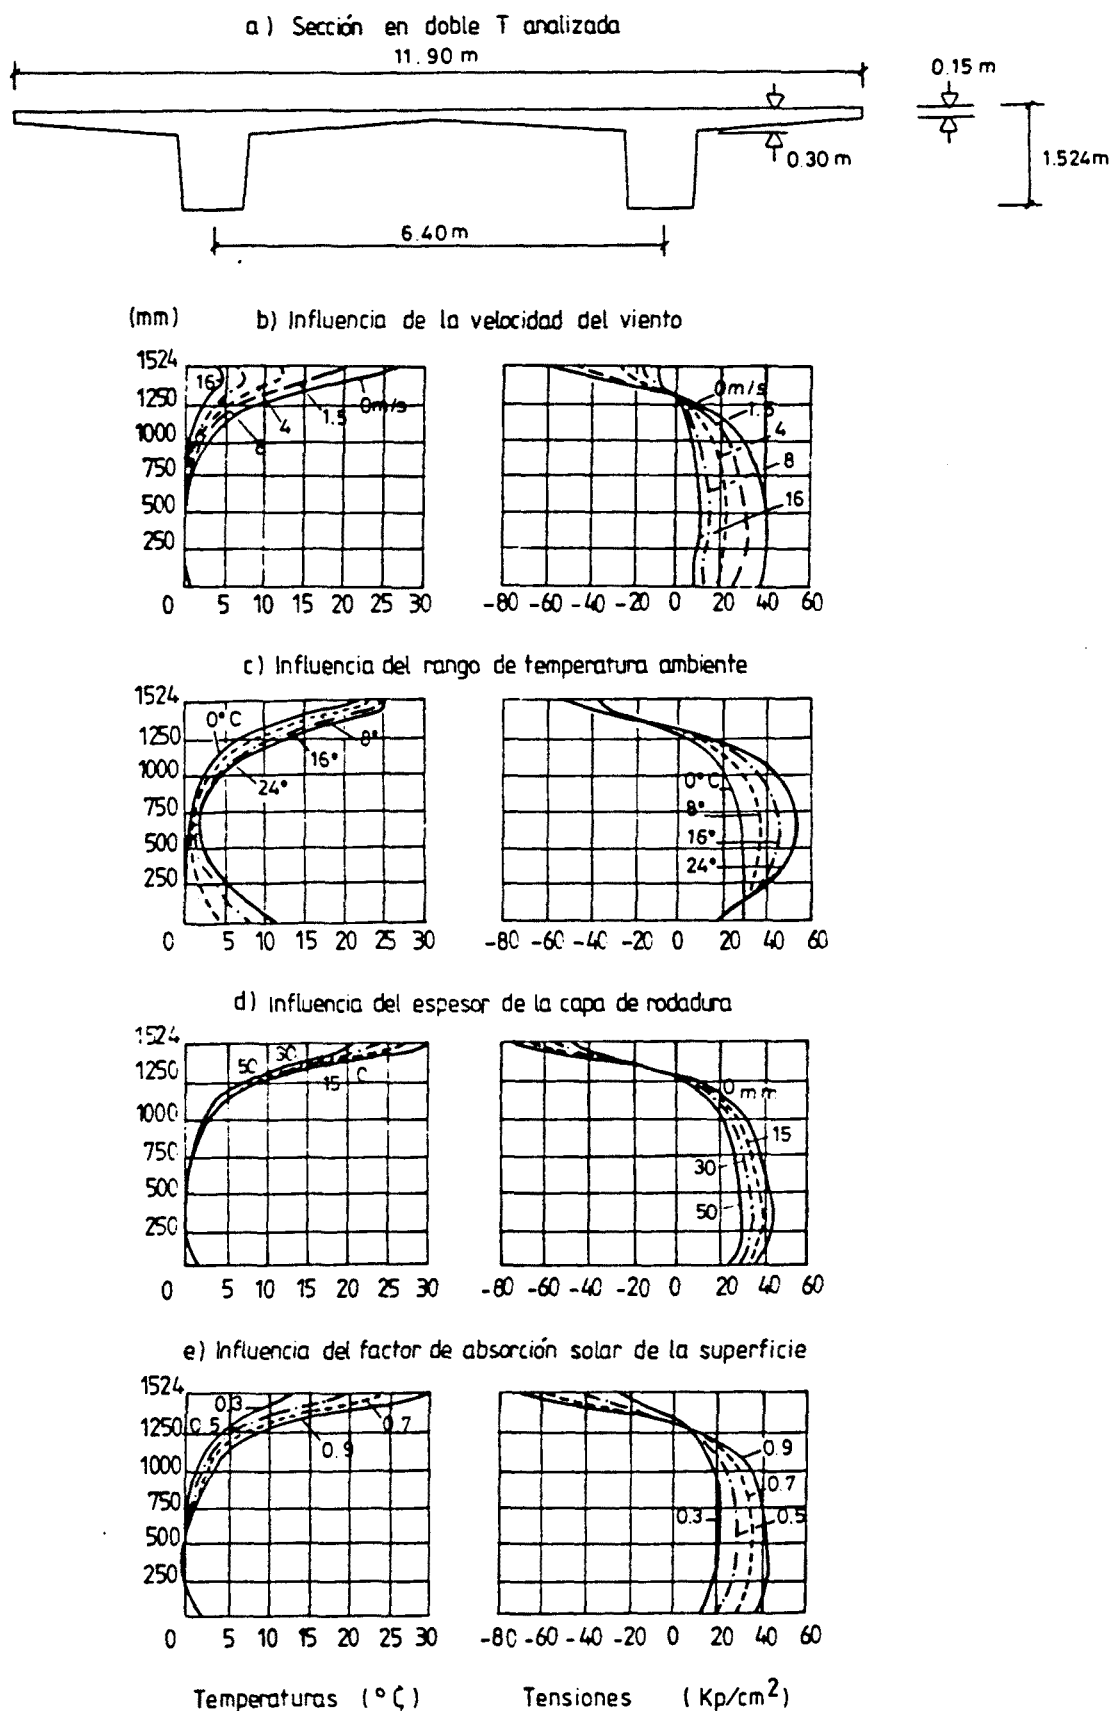 a) Sección en doble T analizada
11.90 m
0.15 m
0.30 m
1.524 m
6.40 m
(mm) b) Influencia de la velocidad del viento
1524
1250
1000
750
500
250
16
8
4
1.5
0 m/s
0 5 10 15 20 25 30
0 m/s
1.5
4
8
16
-80 -60 -40 -20 0 20 40 60
c) Influencia del rango de temperatura ambiente
1524
1250
1000
750
500
250
0°C
8°
16°
24°
0 5 10 15 20 25 30
0°C
8°
16°
24°
-80 -60 -40 -20 0 20 40 60
d) Influencia del espesor de la capa de rodadura
1524
1250
1000
750
500
250
50 30
15 0
0 5 10 15 20 25 30
0 mm
15
30
50
-80 -60 -40 -20 0 20 40 60
e) Influencia del factor de absorción solar de la superficie
1524
1250
1000
750
500
250
0.3
0.5
0.7
0.9
0 5 10 15 20 25 30
0.9
0.7
0.3 0.5
-80 -60 -40 -20 0 20 40 60
Temperaturas (°C) Tensiones (Kp/cm²)